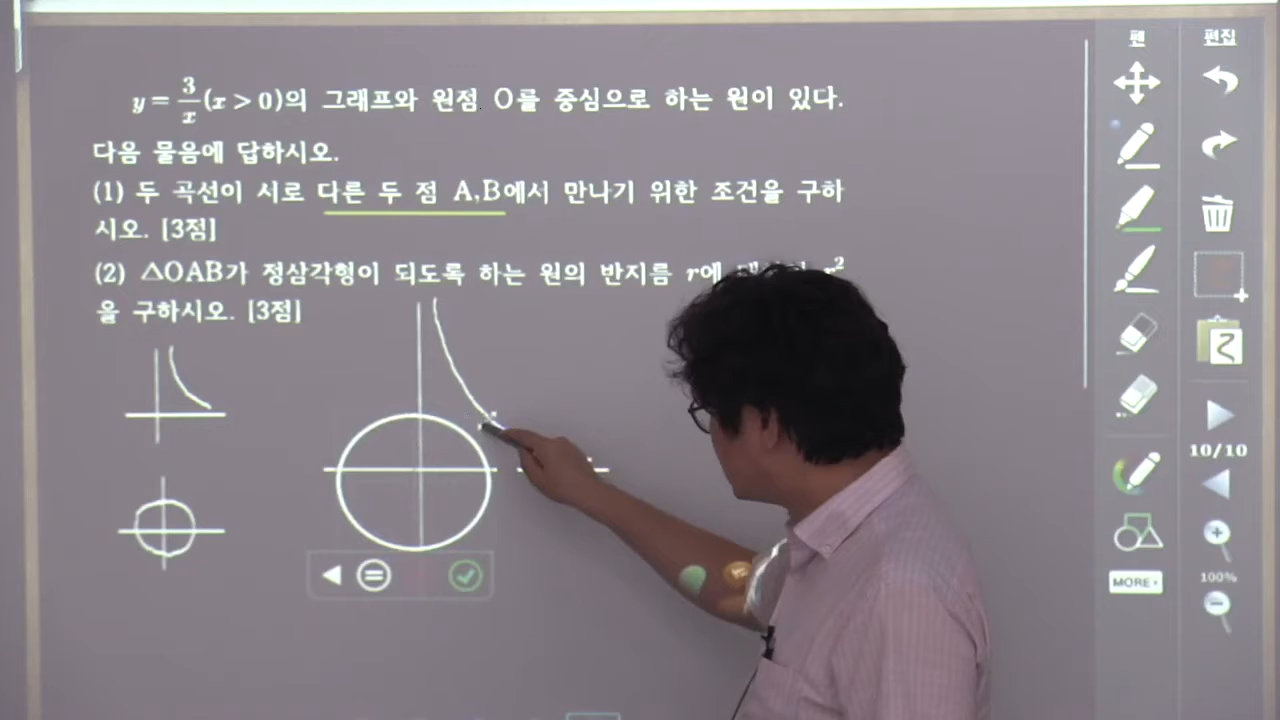 펜 편집
y = 3/x (x > 0)의 그래프와 원점 O를 중심으로 하는 원이 있다.
다음 물음에 답하시오.
(1) 두 곡선이 서로 다른 두 점 A,B에서 만나기 위한 조건을 구하
시오. [3점]
(2) △OAB가 정삼각형이 되도록 하는 원의 반지름 r에 r²
을 구하시오. [3점]
10/10
100%
MORE